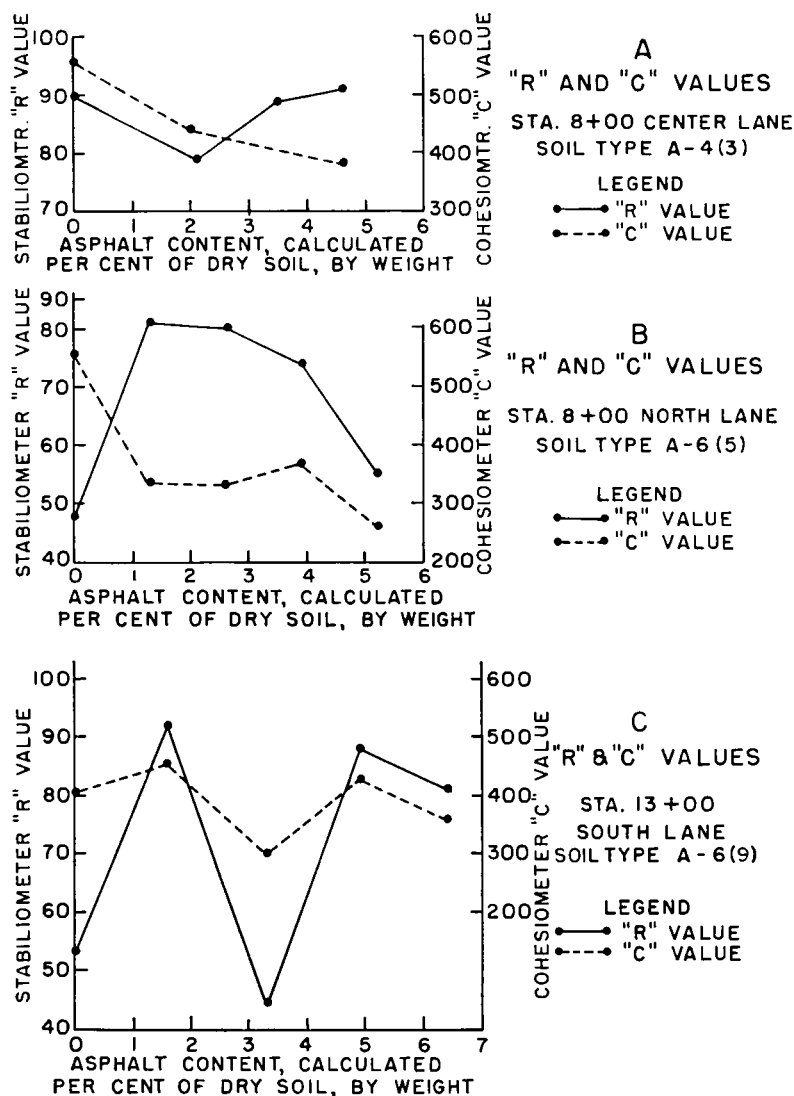 100
90
80
70
STABILIOMTR. "R" VALUE
600
500
400
300
COHESIOMTR. "C" VALUE
0 1 2 3 4 5 6
ASPHALT CONTENT, CALCULATED
PER CENT OF DRY SOIL, BY WEIGHT
A
"R" AND "C" VALUES
STA. 8+00 CENTER LANE
SOIL TYPE A-4(3)
LEGEND
"R" VALUE
"C" VALUE
90
80
70
60
50
40
STABILIOMETER "R" VALUE
600
500
400
300
200
COHESIOMETER "C" VALUE
0 1 2 3 4 5 6
ASPHALT CONTENT, CALCULATED
PER CENT OF DRY SOIL, BY WEIGHT
B
"R" AND "C" VALUES
STA. 8+00 NORTH LANE
SOIL TYPE A-6(5)
LEGEND
"R" VALUE
"C" VALUE
100
90
80
70
60
50
40
STABILIOMETER "R" VALUE
600
500
400
300
200
COHESIOMETER "C" VALUE
0 1 2 3 4 5 6 7
ASPHALT CONTENT, CALCULATED
PER CENT OF DRY SOIL, BY WEIGHT
C
"R" & "C" VALUES
STA. 13+00
SOUTH LANE
SOIL TYPE A-6(9)
LEGEND
"R" VALUE
"C" VALUE